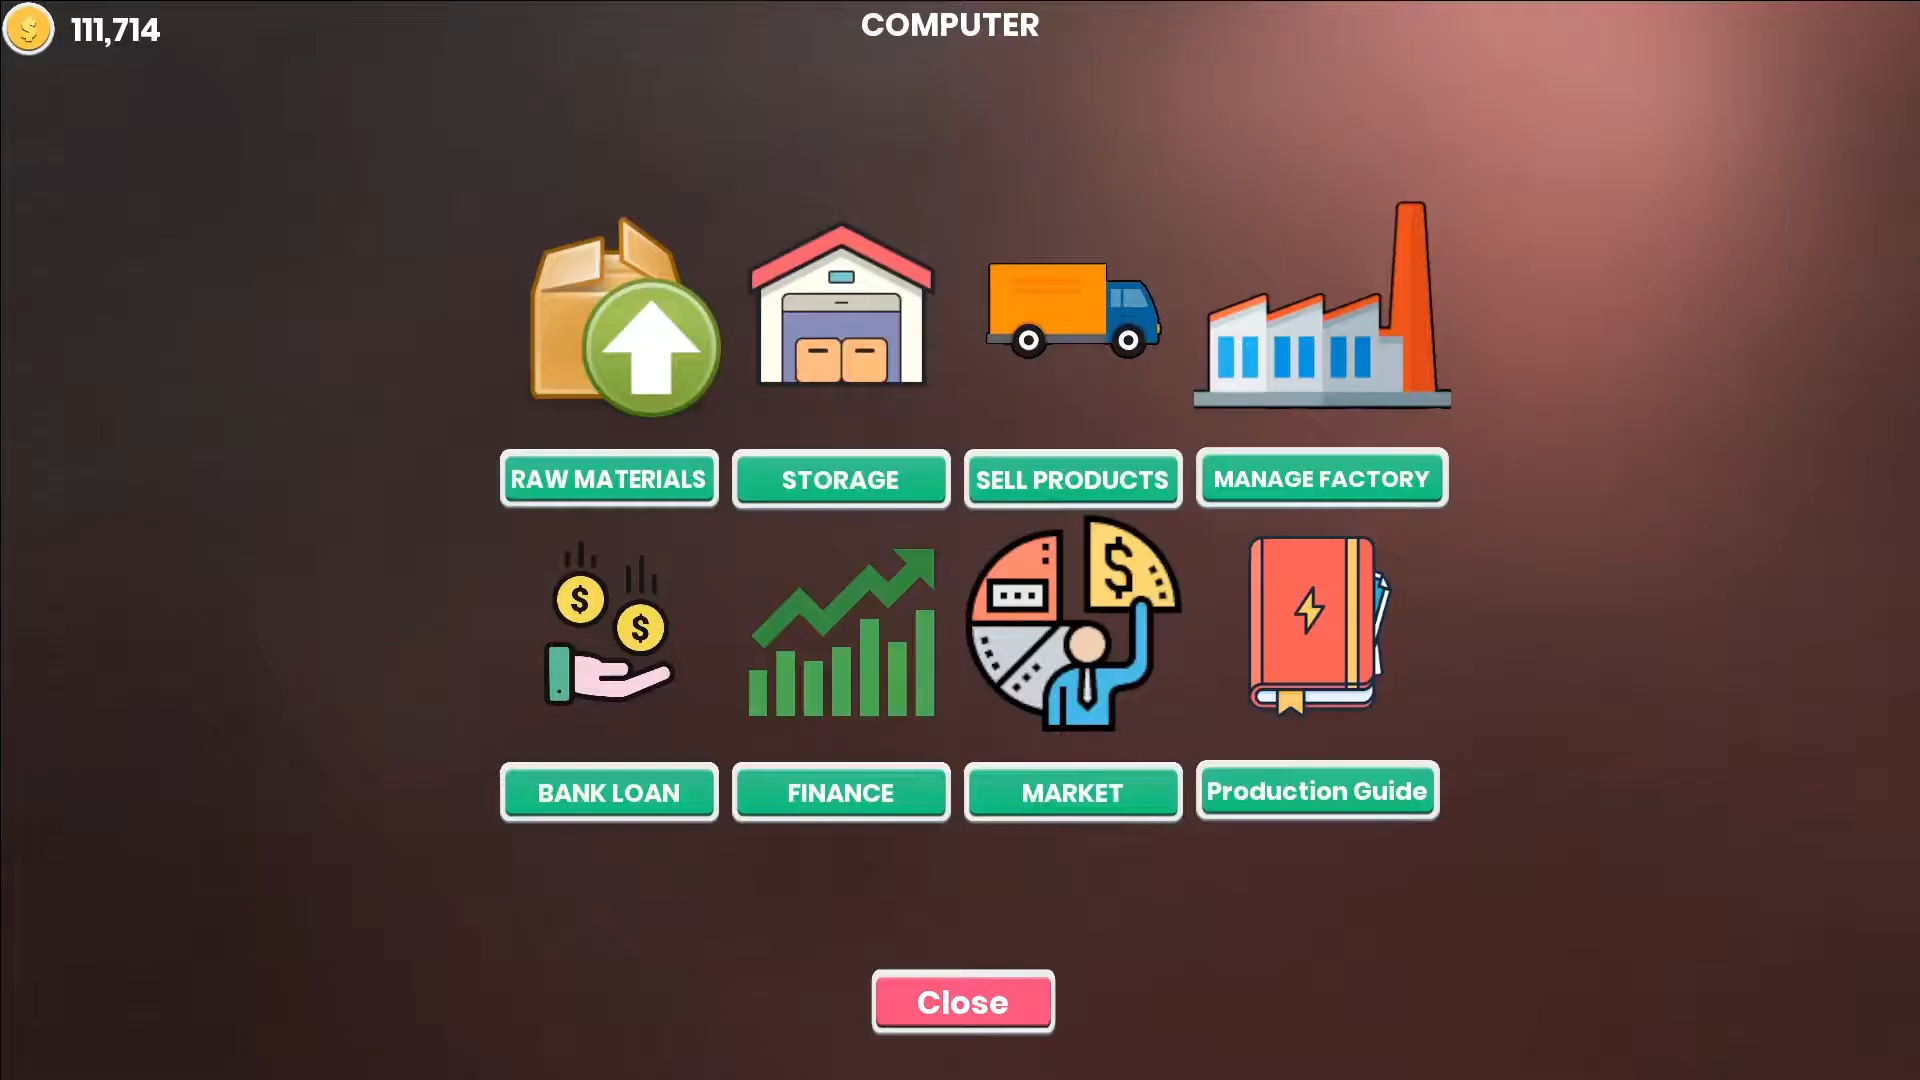 111,714
COMPUTER
RAW MATERIALS
STORAGE
SELL PRODUCTS
MANAGE FACTORY
BANK LOAN
FINANCE
MARKET
Production Guide
Close